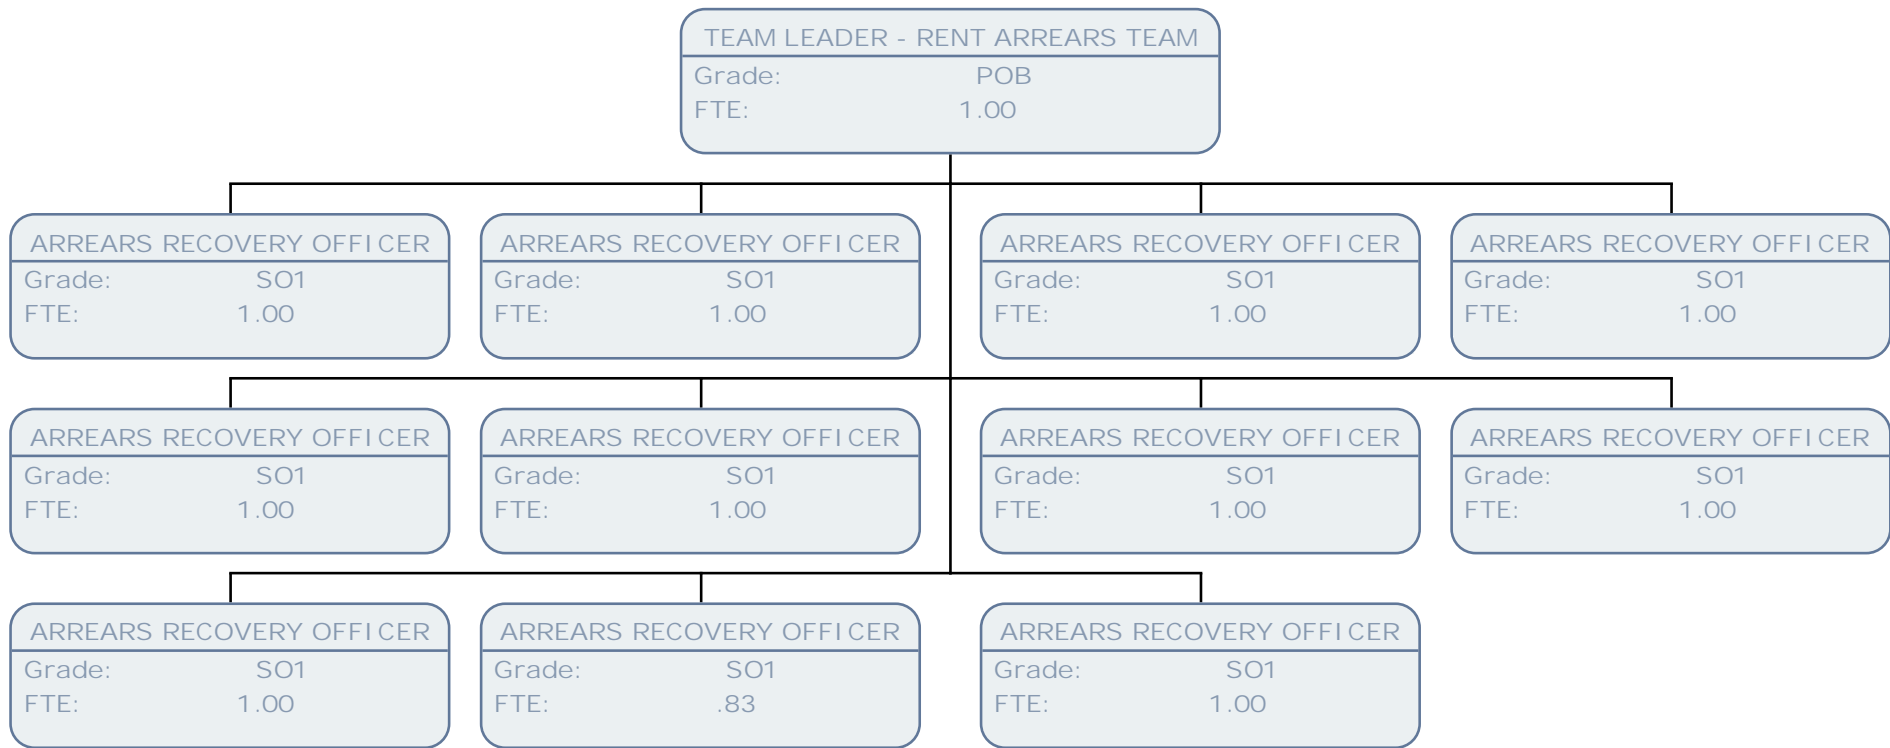 TEAM LEADER - RENT ARREARS TEAM
Grade: POB
FTE: 1.00
ARREARS RECOVERY OFFICER
Grade: SO1
FTE: 1.00
ARREARS RECOVERY OFFICER
Grade: SO1
FTE: 1.00
ARREARS RECOVERY OFFICER
Grade: SO1
FTE: 1.00
ARREARS RECOVERY OFFICER
Grade: SO1
FTE: 1.00
ARREARS RECOVERY OFFICER
Grade: SO1
FTE: 1.00
ARREARS RECOVERY OFFICER
Grade: SO1
FTE: 1.00
ARREARS RECOVERY OFFICER
Grade: SO1
FTE: 1.00
ARREARS RECOVERY OFFICER
Grade: SO1
FTE: 1.00
ARREARS RECOVERY OFFICER
Grade: SO1
FTE: 1.00
ARREARS RECOVERY OFFICER
Grade: SO1
FTE: .83
ARREARS RECOVERY OFFICER
Grade: SO1
FTE: 1.00